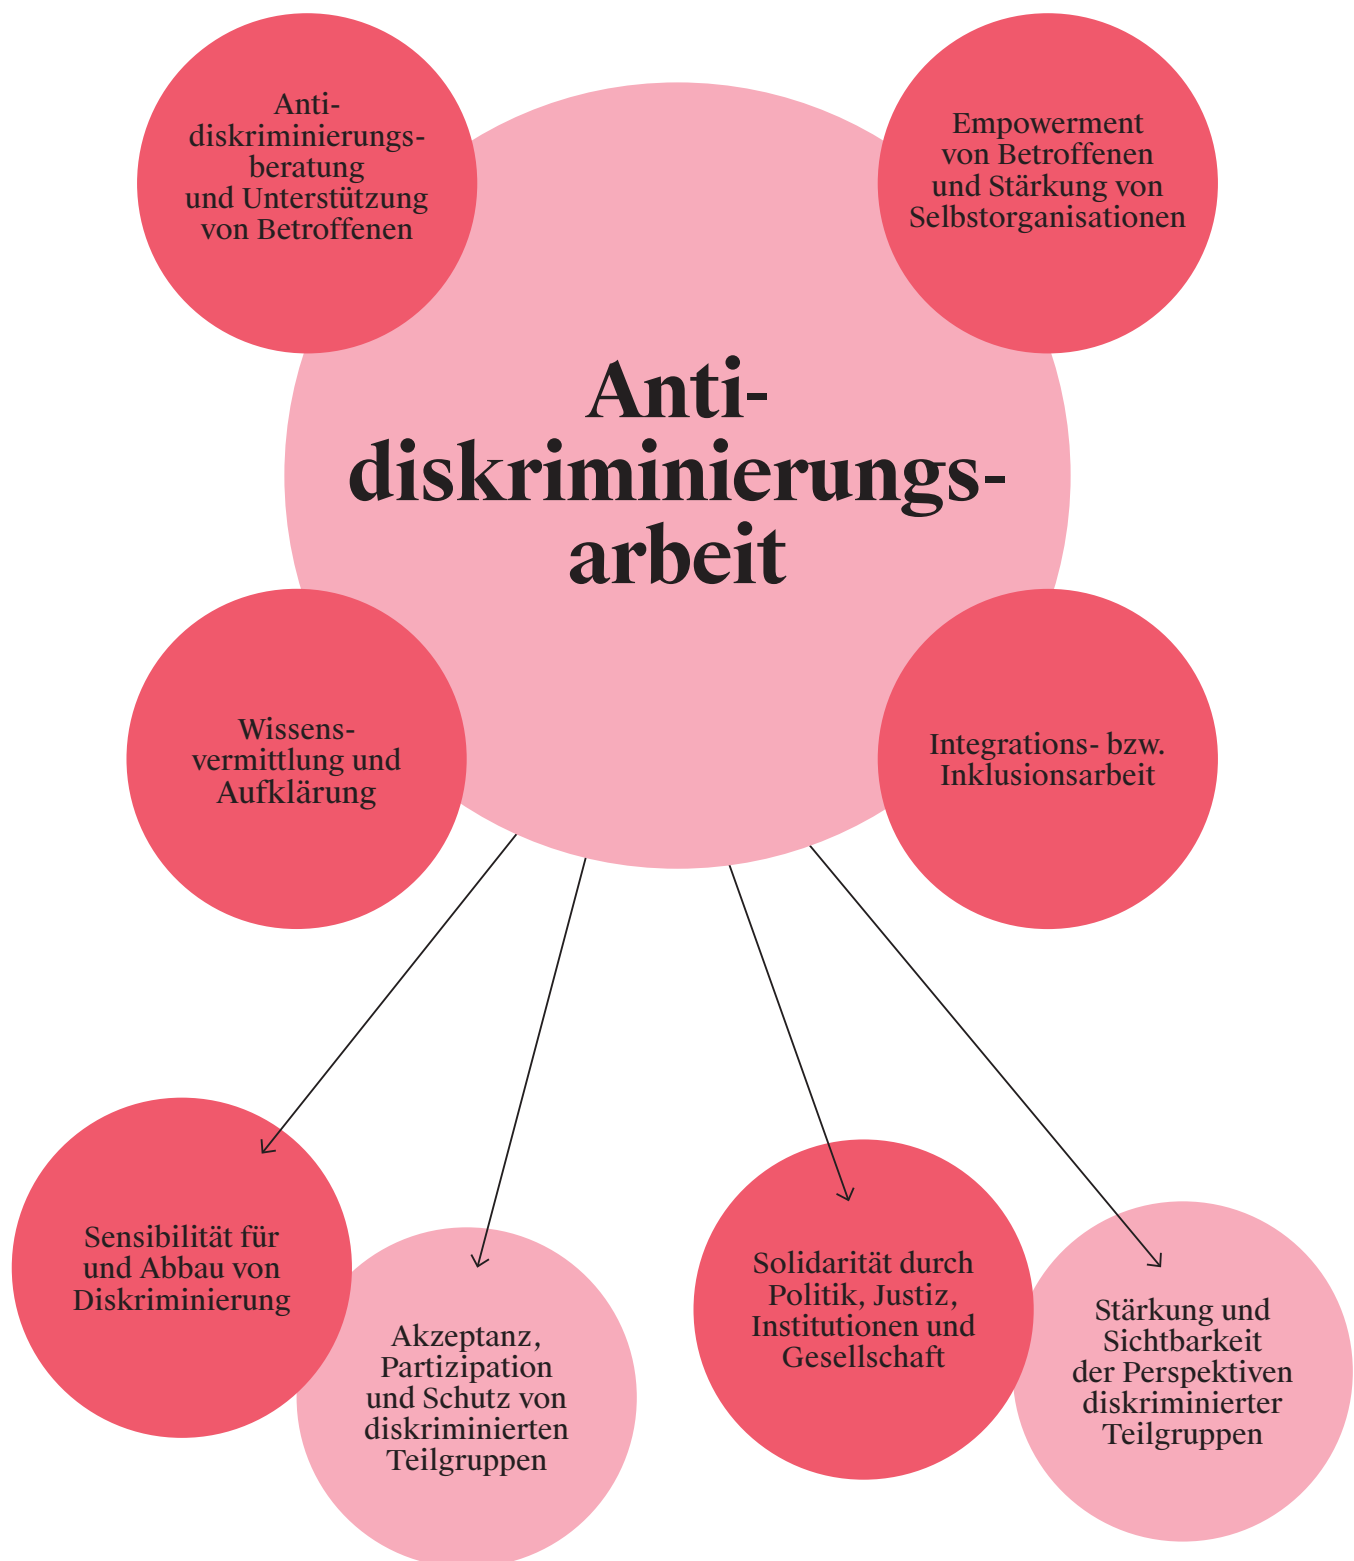 Anti-
diskriminierungs-
beratung
und Unterstützung
von Betroffenen
Empowerment
von Betroffenen
und Stärkung von
Selbstorganisationen
Anti-
diskriminierungs-
arbeit
Wissens-
vermittlung und
Aufklärung
Integrations- bzw.
Inklusionsarbeit
Sensibilität für
und Abbau von
Diskriminierung
Akzeptanz,
Partizipation
und Schutz von
diskriminierten
Teilgruppen
Solidarität durch
Politik, Justiz,
Institutionen und
Gesellschaft
Stärkung und
Sichtbarkeit
der Perspektiven
diskriminierter
Teilgruppen